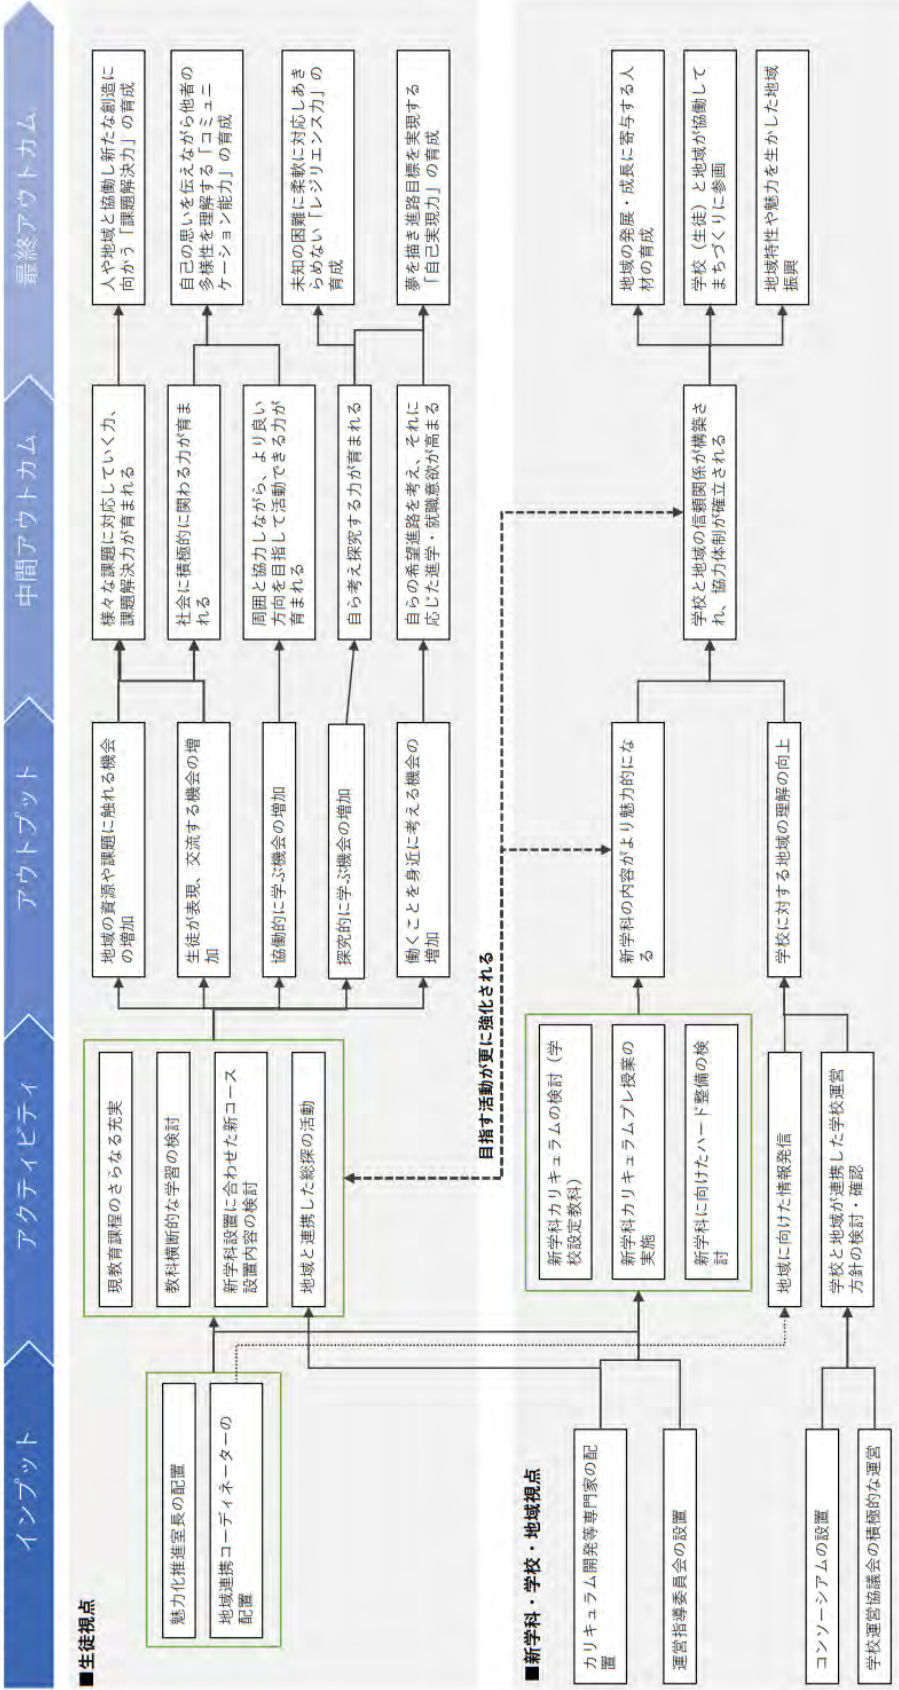 インプット
アクティビティ
アウトプット
中間アウトカム
最終アウトカム
■生徒視点
魅力化推進室長の配置
地域連携コーディネーターの
配置
現教育課程のさらなる充実
教科横断的な学習の検討
新学科設置に合わせた新コース
設置内容の検討
地域と連携した総探の活動
地域の資源や課題に触れる機会
の増加
生徒が表現、交流する機会の増
加
協働的に学ぶ機会の増加
探究的に学ぶ機会の増加
働くことを身近に考える機会の
増加
様々な課題に対応していく力、
課題解決力が育まれる
社会に積極的に関わる力が育ま
れる
周囲と協力しながら、より良い
方向を目指して活動できる力が
育まれる
自ら考え探究する力が育まれる
自らの希望進路を考え、それに
応じた進学・就職意欲が高まる
人や地域と協働し新たな創造に
向かう「課題解決力」の育成
自己の思いを伝えながら他者の
多様性を理解する「コミュニ
ケーション能力」の育成
未知の困難に柔軟に対応しあき
らめない「レジリエンス力」の
育成
夢を描き進路目標を実現する
「自己実現力」の育成
目指す活動が更に強化される
■新学科・学校・地域視点
カリキュラム開発等専門家の配
置
運営指導委員会の設置
コンソーシアムの設置
学校運営協議会の積極的な運営
新学科カリキュラムの検討（学
校設定教科）
新学科カリキュラムプレ授業の
実施
新学科に向けたハード整備の検
討
地域に向けた情報発信
学校と地域が連携した学校運営
方針の検討・確認
新学科の内容がより魅力的にな
る
学校に対する地域の理解の向上
学校と地域の信頼関係が構築さ
れ、協力体制が確立される
地域の発展・成長に寄与する人
材の育成
学校（生徒）と地域が協働して
まちづくりに参画
地域特性や魅力を生かした地域
振興